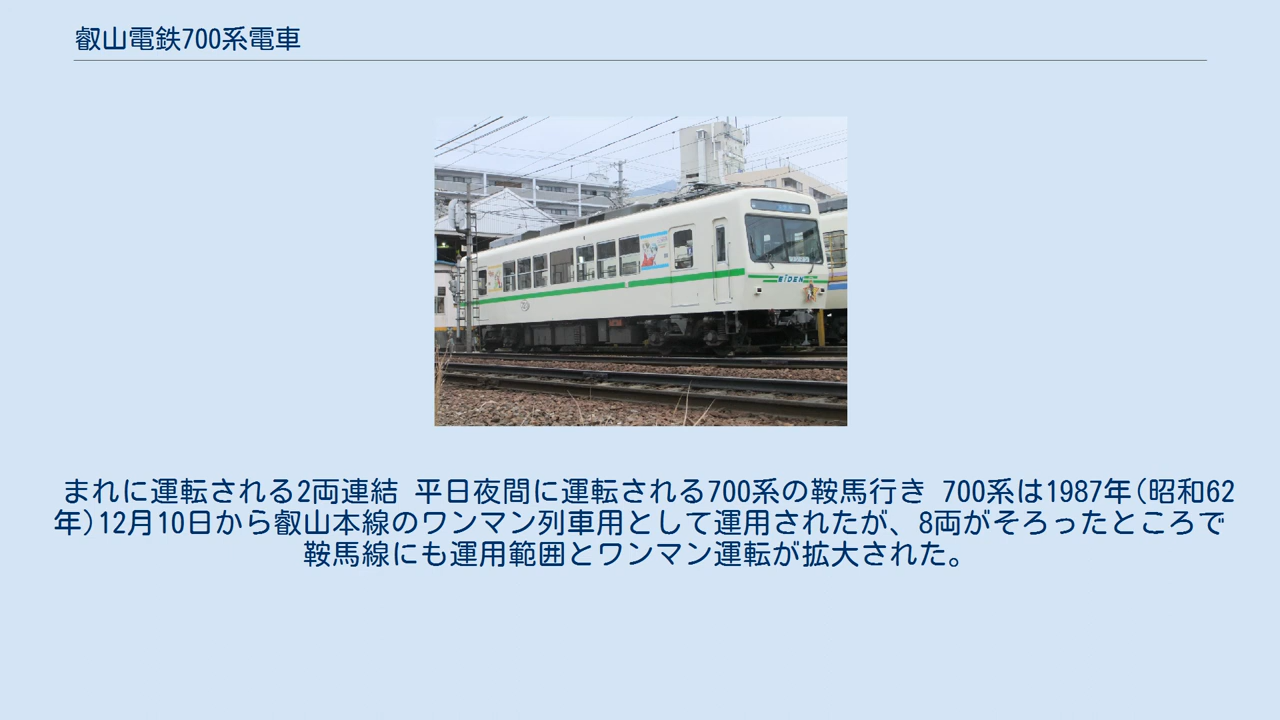 叡山電鉄700系電車
EIDEN
まれに運転される2両連結 平日夜間に運転される700系の鞍馬行き 700系は1987年(昭和62
年)12月10日から叡山本線のワンマン列車用として運用されたが、8両がそろったところで
鞍馬線にも運用範囲とワンマン運転が拡大された。